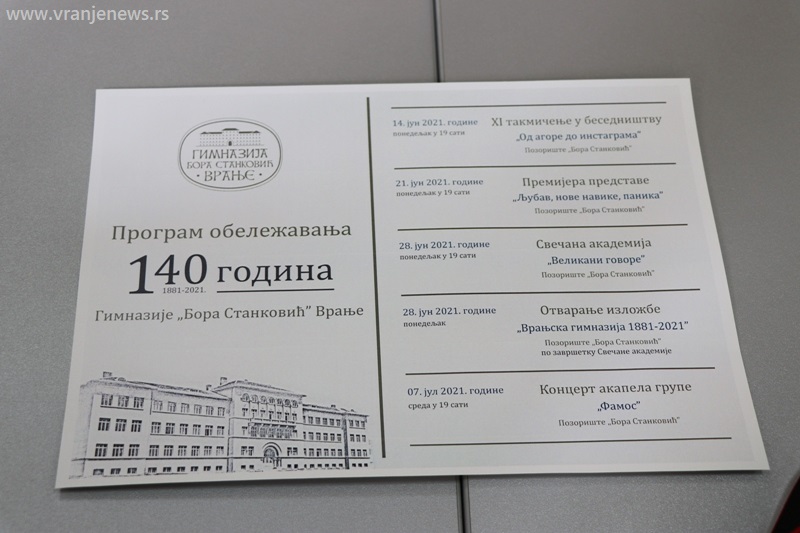 www.vranjenews.rs
ГИМНАЗИЈА
БОРА СТАНКОВИЋ
· ВРАЊЕ ·
Програм обележавања
140 година
1881-2021.
Гимназије „Бора Станковић” Врање
14. јун 2021. године
понедељак у 19 сати
XI такмичење у беседништву
„Од агоре до инстаграма”
Позориште „Бора Станковић”
21. јун 2021. године
понедељак у 19 сати
Премијера представе
„Љубав, нове навике, паника”
Позориште „Бора Станковић”
28. јун 2021. године
понедељак у 19 сати
Свечана академија
„Великани говоре”
Позориште „Бора Станковић”
28. јун 2021. године
понедељак
Отварање изложбе
„Врањска гимназија 1881-2021”
Позориште „Бора Станковић”
по завршетку Свечане академије
07. јул 2021. године
среда у 19 сати
Концерт акапела групе
„Фамос”
Позориште „Бора Станковић”